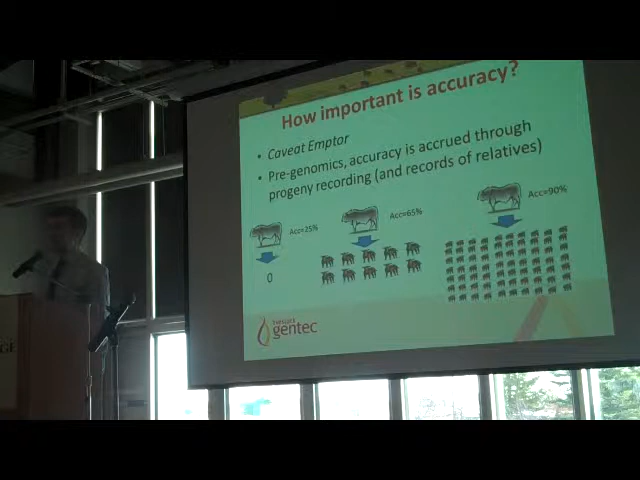 How important is accuracy?
• Caveat Emptor
• Pre-genomics, accuracy is accrued through
progeny recording (and records of relatives)
Acc=25%
Acc=65%
Acc=90%
0
gentec